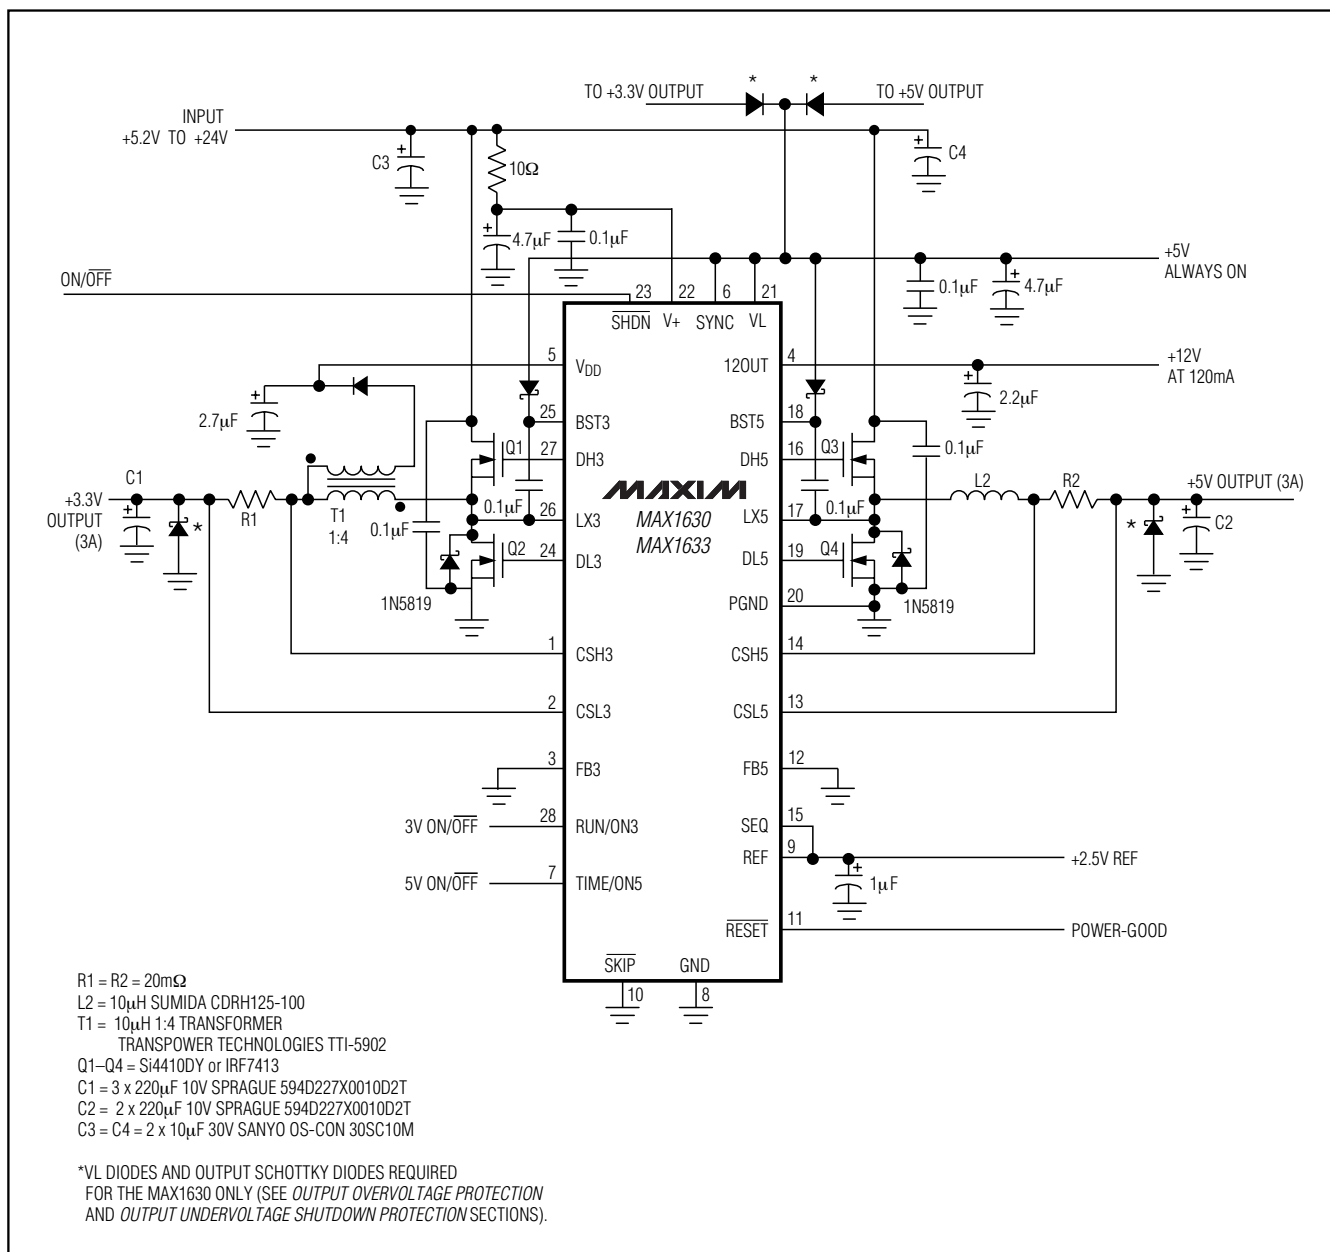 * *
TO +3.3V OUTPUT
TO +5V OUTPUT
INPUT
+5.2V TO +24V
+
C3
10Ω
+
C4
+
4.7µF
0.1µF
+5V
ALWAYS ON
0.1µF
+
4.7µF
ON/OFF
23 22 6 21
SHDN V+ SYNC VL
5 VDD
12OUT 4
+12V
AT 120mA
+
2.7µF
+
2.2µF
25 BST3
BST5 18
Q1
27 DH3
DH5 16
Q3
0.1µF
C1
+3.3V
OUTPUT
(3A)
+
*
R1
T1
1:4
0.1µF
0.1µF
26 LX3
MAXIM
MAX1630
MAX1633
LX5 17
0.1µF
L2
R2
+5V OUTPUT (3A)
*
+
C2
Q2
24 DL3
DL5 19
Q4
1N5819
PGND 20
1N5819
1 CSH3
CSH5 14
2 CSL3
CSL5 13
3 FB3
FB5 12
3V ON/OFF
28 RUN/ON3
SEQ 15
REF 9
+2.5V REF
+
1µF
5V ON/OFF
7 TIME/ON5
RESET 11
POWER-GOOD
SKIP GND
10 8
R1 = R2 = 20mΩ
L2 = 10µH SUMIDA CDRH125-100
T1 = 10µH 1:4 TRANSFORMER
TRANSPOWER TECHNOLOGIES TTI-5902
Q1–Q4 = Si4410DY or IRF7413
C1 = 3 x 220µF 10V SPRAGUE 594D227X0010D2T
C2 = 2 x 220µF 10V SPRAGUE 594D227X0010D2T
C3 = C4 = 2 x 10µF 30V SANYO OS-CON 30SC10M
*VL DIODES AND OUTPUT SCHOTTKY DIODES REQUIRED
FOR THE MAX1630 ONLY (SEE OUTPUT OVERVOLTAGE PROTECTION
AND OUTPUT UNDERVOLTAGE SHUTDOWN PROTECTION SECTIONS).